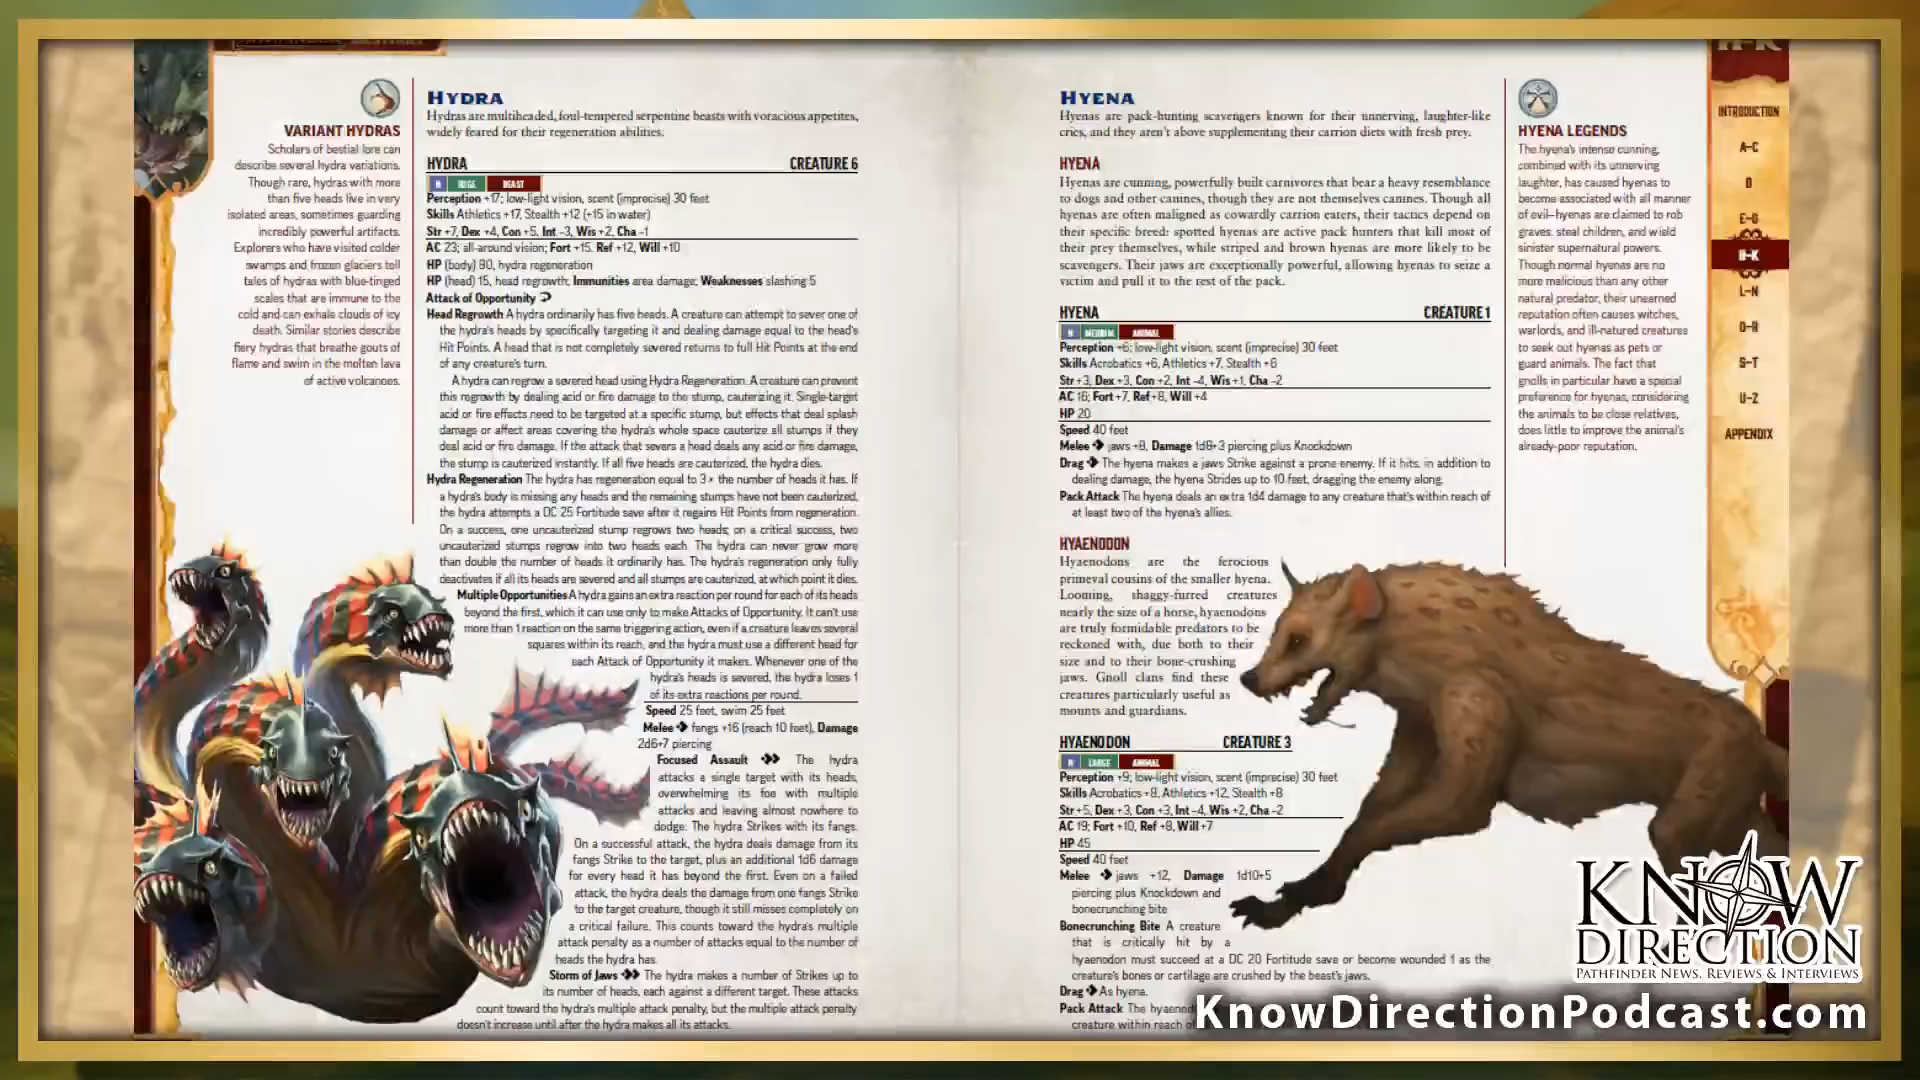 VARIANT HYDRAS
Scholars of bestial lore can
describe several hydra variations.
Though rare, hydras with more
than five heads live in very
isolated areas, sometimes guarding
incredibly powerful artifacts.
Explorers who have visited colder
swamps and frozen glaciers tell
tales of hydras with blue-tinged
scales that are immune to the
cold and can exhale clouds of icy
death. Similar stories describe
fiery hydras that breathe gouts of
flame and swim in the molten lava
of active volcanoes.
HYDRA
Hydras are multiheaded, foul-tempered serpentine beasts with voracious appetites,
widely feared for their regeneration abilities.
HYDRA CREATURE 6
N HUGE BEAST
Perception +17; low-light vision, scent (imprecise) 30 feet
Skills Athletics +17, Stealth +12 (+15 in water)
Str +7, Dex +4, Con +5, Int –3, Wis +2, Cha –1
AC 23; all-around vision; Fort +15, Ref +12, Will +10
HP (body) 90, hydra regeneration
HP (head) 15, head regrowth; Immunities area damage; Weaknesses slashing 5
Attack of Opportunity
Head Regrowth A hydra ordinarily has five heads. A creature can attempt to sever one of
the hydra's heads by specifically targeting it and dealing damage equal to the head's
Hit Points. A head that is not completely severed returns to full Hit Points at the end
of any creature's turn.
A hydra can regrow a severed head using Hydra Regeneration. A creature can prevent
this regrowth by dealing acid or fire damage to the stump, cauterizing it. Single-target
acid or fire effects need to be targeted at a specific stump, but effects that deal splash
damage or affect areas covering the hydra's whole space cauterize all stumps if they
deal acid or fire damage. If the attack that severs a head deals any acid or fire damage,
the stump is cauterized instantly. If all five heads are cauterized, the hydra dies.
Hydra Regeneration The hydra has regeneration equal to 3 × the number of heads it has. If
a hydra's body is missing any heads and the remaining stumps have not been cauterized,
the hydra attempts a DC 25 Fortitude save after it regains Hit Points from regeneration.
On a success, one uncauterized stump regrows two heads; on a critical success, two
uncauterized stumps regrow into two heads each. The hydra can never grow more
than double the number of heads it ordinarily has. The hydra's regeneration only fully
deactivates if all its heads are severed and all stumps are cauterized, at which point it dies.
Multiple Opportunities A hydra gains an extra reaction per round for each of its heads
beyond the first, which it can use only to make Attacks of Opportunity. It can't use
more than 1 reaction on the same triggering action, even if a creature leaves several
squares within its reach, and the hydra must use a different head for
each Attack of Opportunity it makes. Whenever one of the
hydra's heads is severed, the hydra loses 1
of its extra reactions per round.
Speed 25 feet, swim 25 feet
Melee fangs +16 (reach 10 feet), Damage
2d6+7 piercing
Focused Assault The hydra
attacks a single target with its heads,
overwhelming its foe with multiple
attacks and leaving almost nowhere to
dodge. The hydra Strikes with its fangs.
On a successful attack, the hydra deals damage from its
fangs Strike to the target, plus an additional 1d6 damage
for every head it has beyond the first. Even on a failed
attack, the hydra deals the damage from one fangs Strike
to the target creature, though it still misses completely on
a critical failure. This counts toward the hydra's multiple
attack penalty as a number of attacks equal to the number of
heads the hydra has.
Storm of Jaws The hydra makes a number of Strikes up to
its number of heads, each against a different target. These attacks
count toward the hydra's multiple attack penalty, but the multiple attack penalty
doesn't increase until after the hydra makes all its attacks.
HYENA
Hyenas are pack-hunting scavengers known for their unnerving, laughter-like
cries, and they aren't above supplementing their carrion diets with fresh prey.
HYENA
Hyenas are cunning, powerfully built carnivores that bear a heavy resemblance
to dogs and other canines, though they are not themselves canines. Though all
hyenas are often maligned as cowardly carrion eaters, their tactics depend on
their specific breed: spotted hyenas are active pack hunters that kill most of
their prey themselves, while striped and brown hyenas are more likely to be
scavengers. Their jaws are exceptionally powerful, allowing hyenas to seize a
victim and pull it to the rest of the pack.
HYENA CREATURE 1
N MEDIUM ANIMAL
Perception +6; low-light vision, scent (imprecise) 30 feet
Skills Acrobatics +6, Athletics +7, Stealth +6
Str +3, Dex +3, Con +2, Int –4, Wis +1, Cha –2
AC 16; Fort +7, Ref +8, Will +4
HP 20
Speed 40 feet
Melee jaws +8, Damage 1d8+3 piercing plus Knockdown
Drag The hyena makes a jaws Strike against a prone enemy. If it hits, in addition to
dealing damage, the hyena Strides up to 10 feet, dragging the enemy along.
Pack Attack The hyena deals an extra 1d4 damage to any creature that's within reach of
at least two of the hyena's allies.
HYAENODON
Hyaenodons are the ferocious
primeval cousins of the smaller hyena.
Looming, shaggy-furred creatures
nearly the size of a horse, hyaenodons
are truly formidable predators to be
reckoned with, due both to their
size and to their bone-crushing
jaws. Gnoll clans find these
creatures particularly useful as
mounts and guardians.
HYAENODON CREATURE 3
N LARGE ANIMAL
Perception +9; low-light vision, scent (imprecise) 30 feet
Skills Acrobatics +8, Athletics +12, Stealth +8
Str +5, Dex +3, Con +3, Int –4, Wis +2, Cha –2
AC 19; Fort +10, Ref +8, Will +7
HP 45
Speed 40 feet
Melee jaws +12, Damage 1d10+5
piercing plus Knockdown and
bonecrunching bite
Bonecrunching Bite A creature
that is critically hit by a
hyaenodon must succeed at a DC 20 Fortitude save or become wounded 1 as the
creature's bones or cartilage are crushed by the beast's jaws.
Drag As hyena.
Pack Attack The
creature within reach
HYENA LEGENDS
The hyena's intense cunning,
combined with its unnerving
laughter, has caused hyenas to
become associated with all manner
of evil—hyenas are claimed to rob
graves, steal children, and wield
sinister supernatural powers.
Though normal hyenas are no
more malicious than any other
natural predator, their unearned
reputation often causes witches,
warlords, and ill-natured creatures
to seek out hyenas as pets or
guard animals. The fact that
gnolls in particular have a special
preference for hyenas, considering
the animals to be close relatives,
does little to improve the animal's
already-poor reputation.
H-K
INTRODUCTION
A-C
D
E-G
H-K
L-N
O-R
S-T
U-Z
APPENDIX
KNOW
DIRECTION
PATHFINDER NEWS, REVIEWS & INTERVIEWS
KnowDirectionPodcast.com